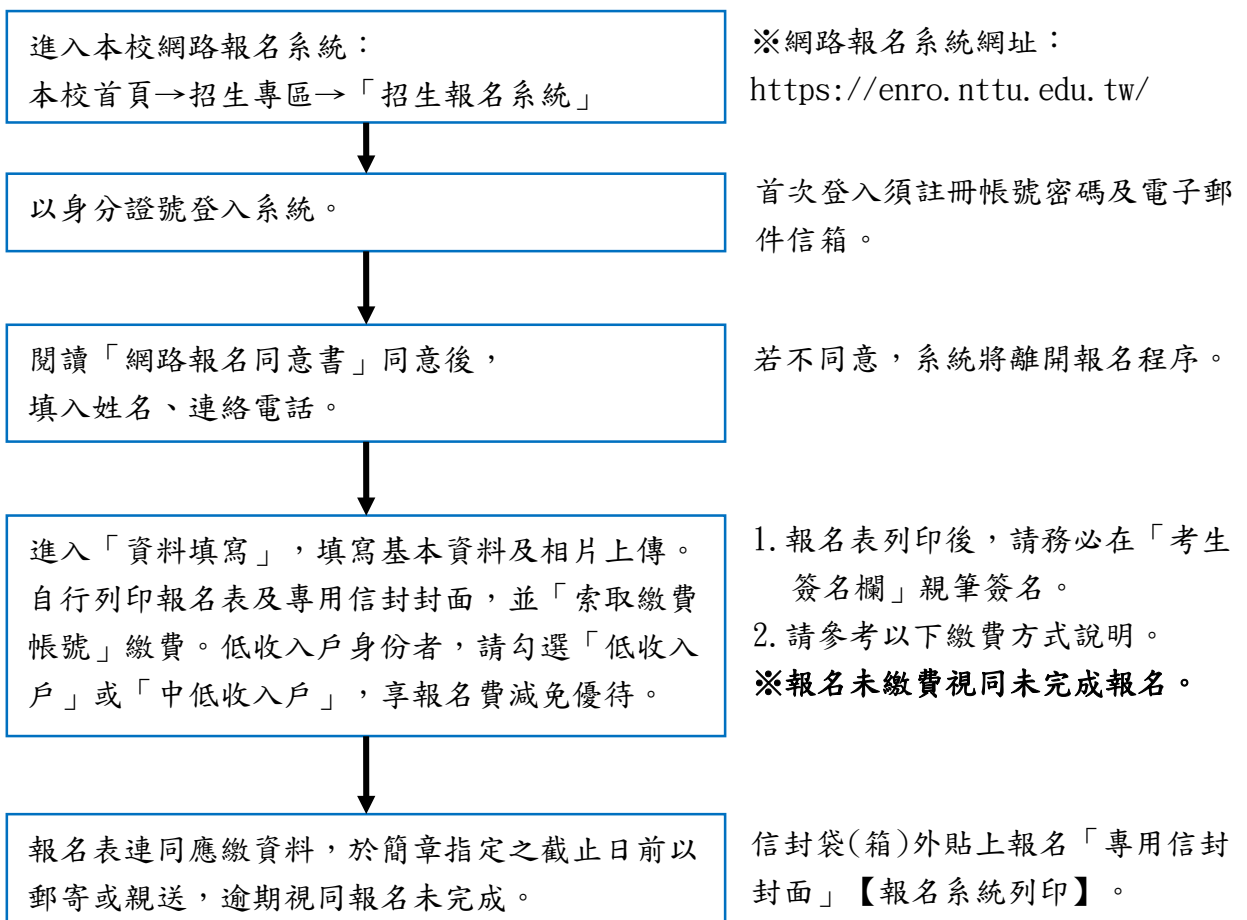 進入本校網路報名系統：
本校首頁→招生專區→「招生報名系統」
※網路報名系統網址：
https://enro.nttu.edu.tw/
以身分證號登入系統。
首次登入須註冊帳號密碼及電子郵
件信箱。
閱讀「網路報名同意書」同意後，
填入姓名、連絡電話。
若不同意，系統將離開報名程序。
進入「資料填寫」，填寫基本資料及相片上傳。
自行列印報名表及專用信封封面，並「索取繳費
帳號」繳費。低收入戶身份者，請勾選「低收入
戶」或「中低收入戶」，享報名費減免優待。
1.報名表列印後，請務必在「考生
簽名欄」親筆簽名。
2.請參考以下繳費方式說明。
※報名未繳費視同未完成報名。
報名表連同應繳資料，於簡章指定之截止日前以
郵寄或親送，逾期視同報名未完成。
信封袋(箱)外貼上報名「專用信封
封面」【報名系統列印】。